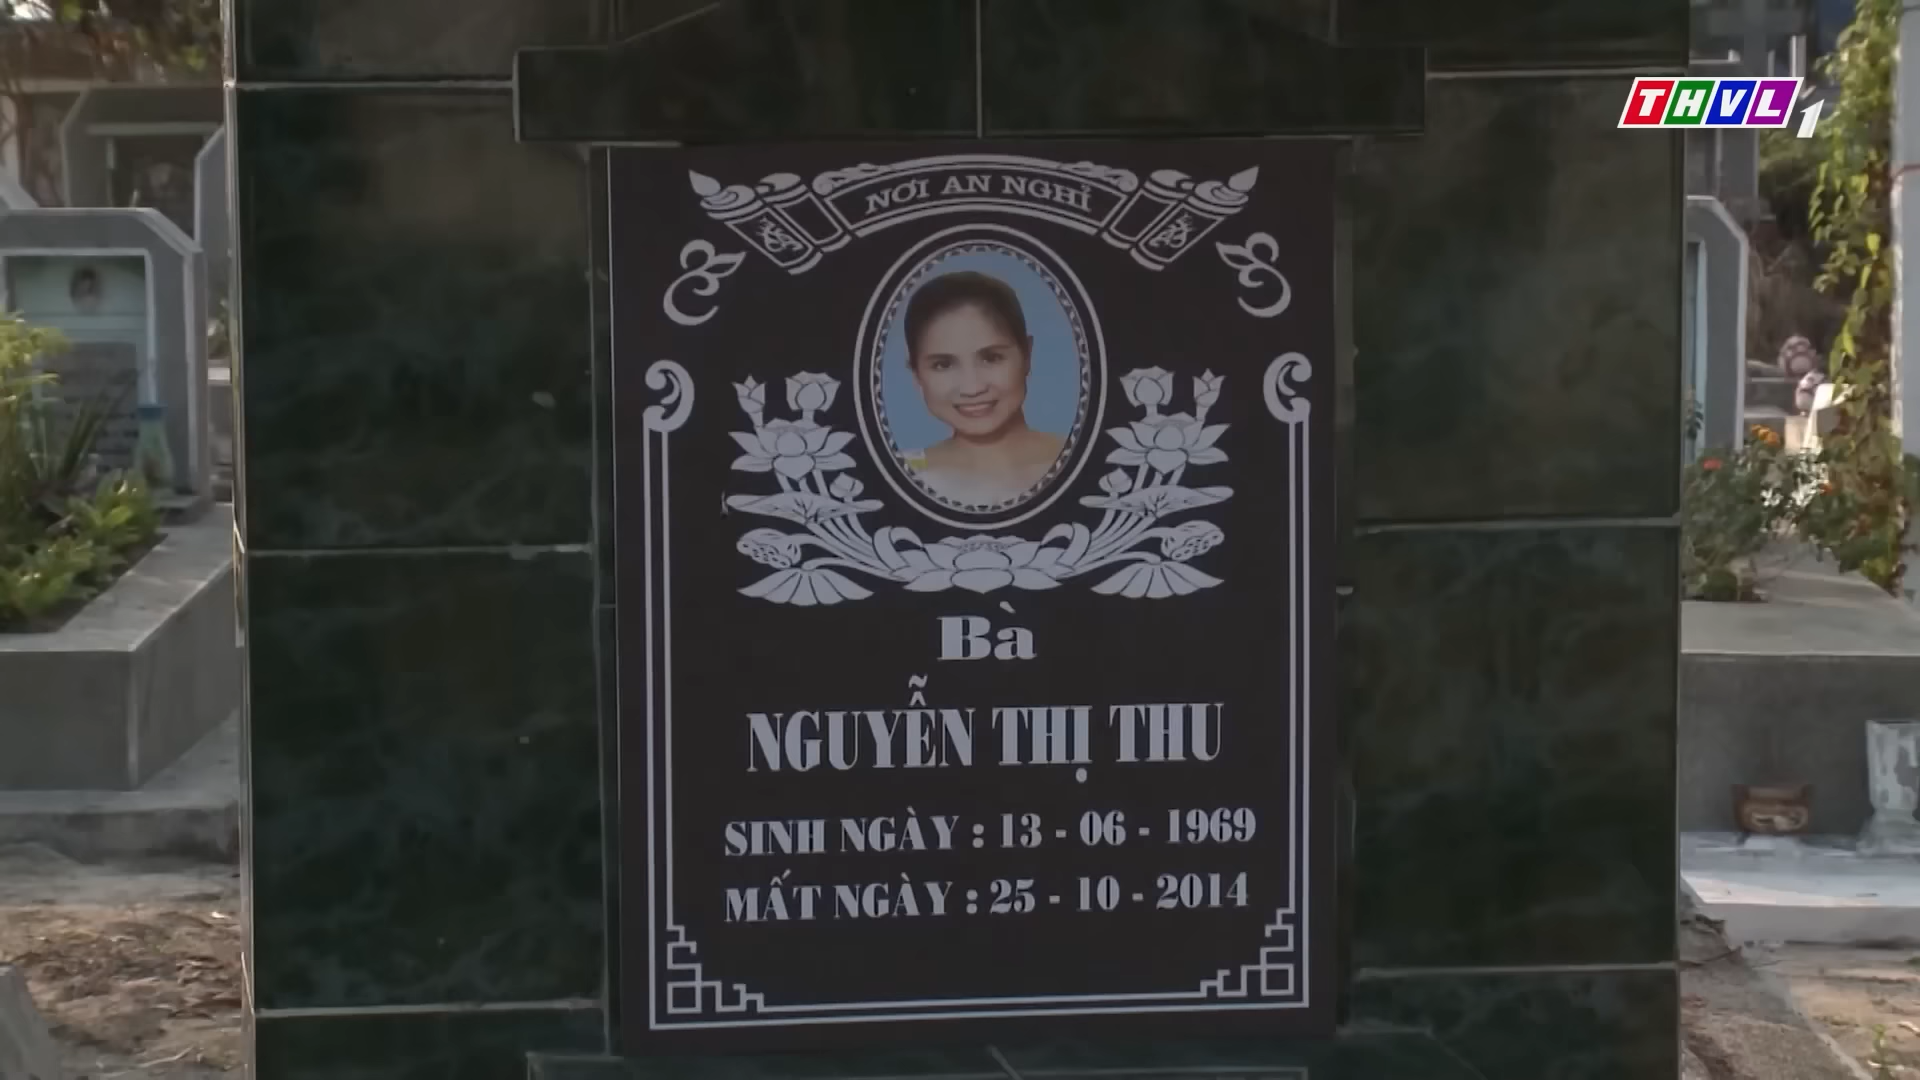 THVL1
NƠI AN NGHỈ
Bà
NGUYỄN THỊ THU
SINH NGÀY : 13 - 06 - 1969
MẤT NGÀY : 25 - 10 - 2014